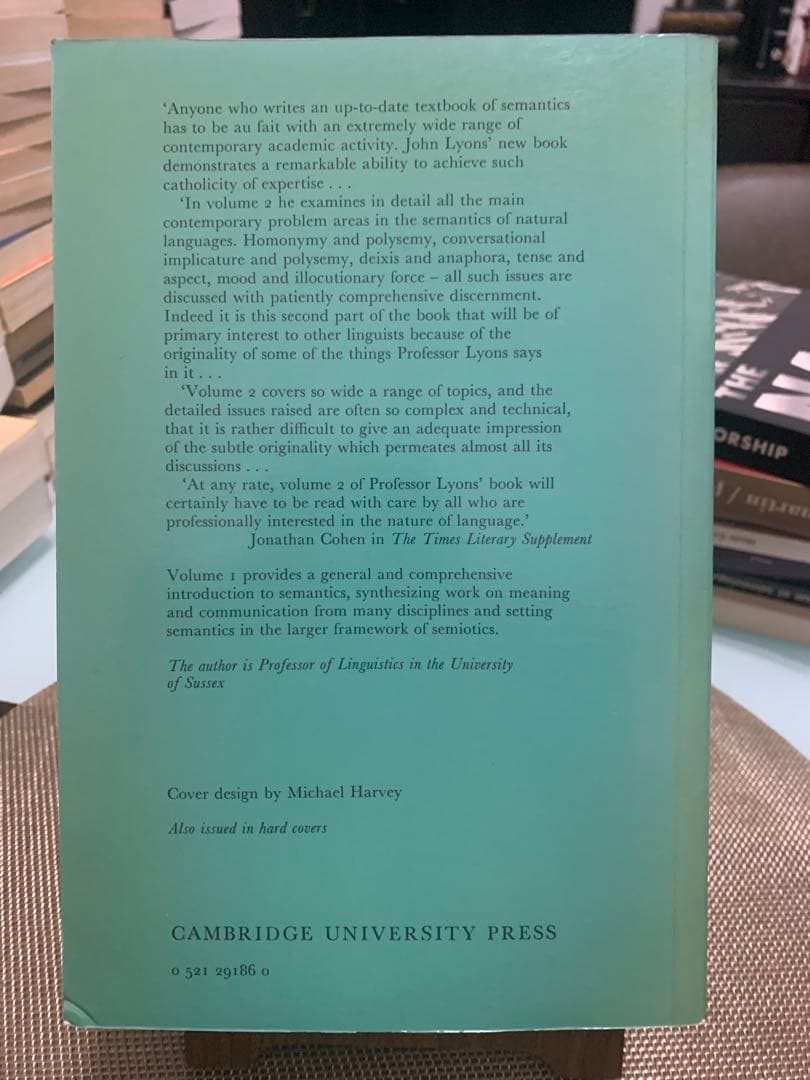 ‘Anyone who writes an up-to-date textbook of semantics
has to be au fait with an extremely wide range of
contemporary academic activity. John Lyons’ new book
demonstrates a remarkable ability to achieve such
catholicity of expertise . . .
‘In volume 2 he examines in detail all the main
contemporary problem areas in the semantics of natural
languages. Homonymy and polysemy, conversational
implicature and polysemy, deixis and anaphora, tense and
aspect, mood and illocutionary force – all such issues are
discussed with patiently comprehensive discernment.
Indeed it is this second part of the book that will be of
primary interest to other linguists because of the
originality of some of the things Professor Lyons says
in it . . .
‘Volume 2 covers so wide a range of topics, and the
detailed issues raised are often so complex and technical,
that it is rather difficult to give an adequate impression
of the subtle originality which permeates almost all its
discussions . . .
‘At any rate, volume 2 of Professor Lyons’ book will
certainly have to be read with care by all who are
professionally interested in the nature of language.’
Jonathan Cohen in The Times Literary Supplement
Volume 1 provides a general and comprehensive
introduction to semantics, synthesizing work on meaning
and communication from many disciplines and setting
semantics in the larger framework of semiotics.
The author is Professor of Linguistics in the University
of Sussex
Cover design by Michael Harvey
Also issued in hard covers
CAMBRIDGE UNIVERSITY PRESS
0 521 29186 0
THE
ORSHIP